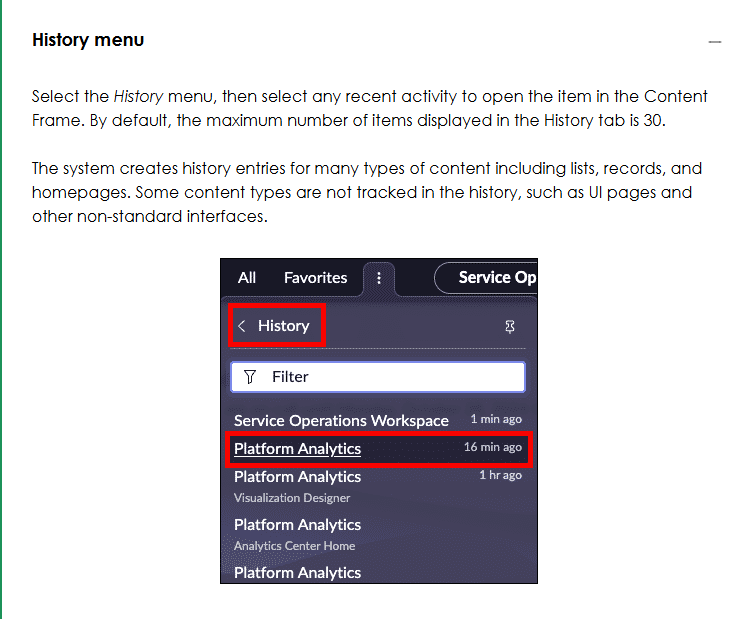 History menu
Select the History menu, then select any recent activity to open the item in the Content
Frame. By default, the maximum number of items displayed in the History tab is 30.
The system creates history entries for many types of content including lists, records, and
homepages. Some content types are not tracked in the history, such as UI pages and
other non-standard interfaces.
All Favorites Service Op
History
Filter
Service Operations Workspace 1 min ago
Platform Analytics 16 min ago
Platform Analytics 1 hr ago
Visualization Designer
Platform Analytics
Analytics Center Home
Platform Analytics